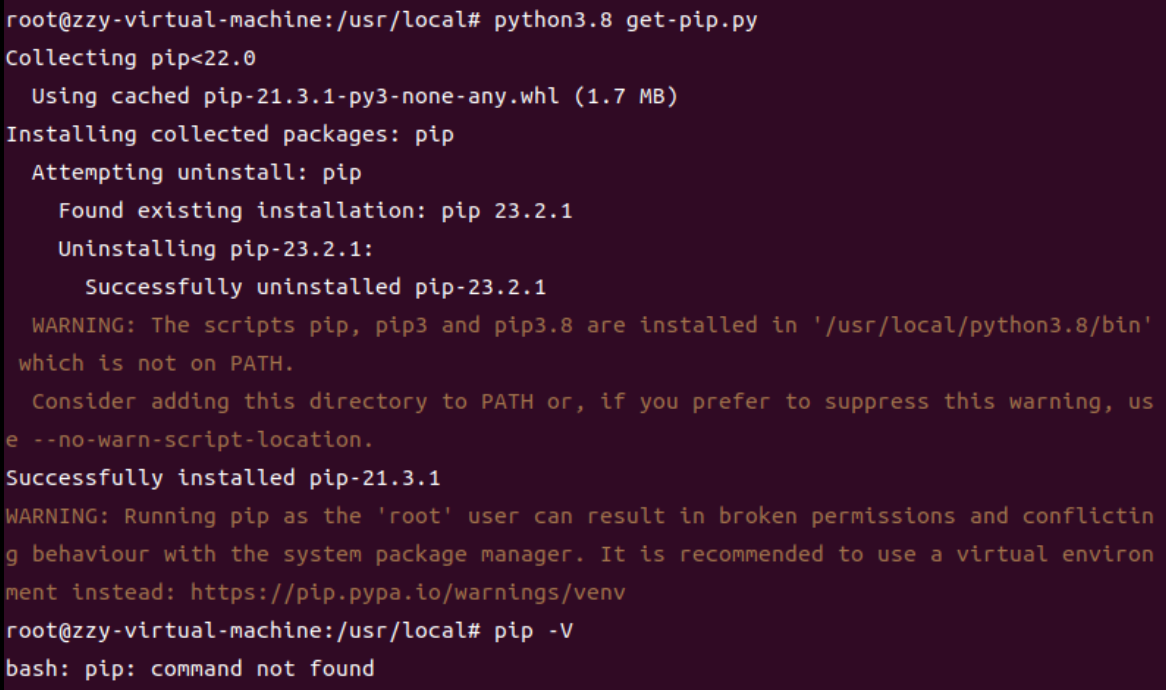 root@zzy-virtual-machine:/usr/local# python3.8 get-pip.py
Collecting pip<22.0
  Using cached pip-21.3.1-py3-none-any.whl (1.7 MB)
Installing collected packages: pip
  Attempting uninstall: pip
    Found existing installation: pip 23.2.1
    Uninstalling pip-23.2.1:
      Successfully uninstalled pip-23.2.1
  WARNING: The scripts pip, pip3 and pip3.8 are installed in '/usr/local/python3.8/bin'
 which is not on PATH.
  Consider adding this directory to PATH or, if you prefer to suppress this warning, us
e --no-warn-script-location.
Successfully installed pip-21.3.1
WARNING: Running pip as the 'root' user can result in broken permissions and conflictin
g behaviour with the system package manager. It is recommended to use a virtual environ
ment instead: https://pip.pypa.io/warnings/venv
root@zzy-virtual-machine:/usr/local# pip -V
bash: pip: command not found